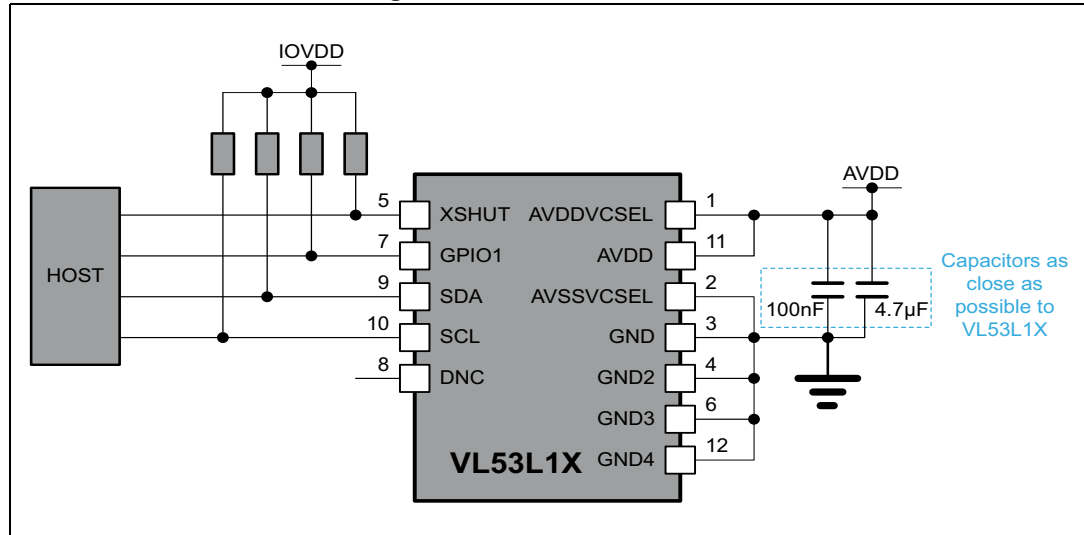 IOVDD
AVDD
HOST
5
7
9
10
8
XSHUT
GPIO1
SDA
SCL
DNC
AVDDVCSEL
AVDD
AVSSVCSEL
GND
GND2
GND3
GND4
VL53L1X
1
11
2
3
4
6
12
100nF
4.7µF
Capacitors as
close as
possible to
VL53L1X